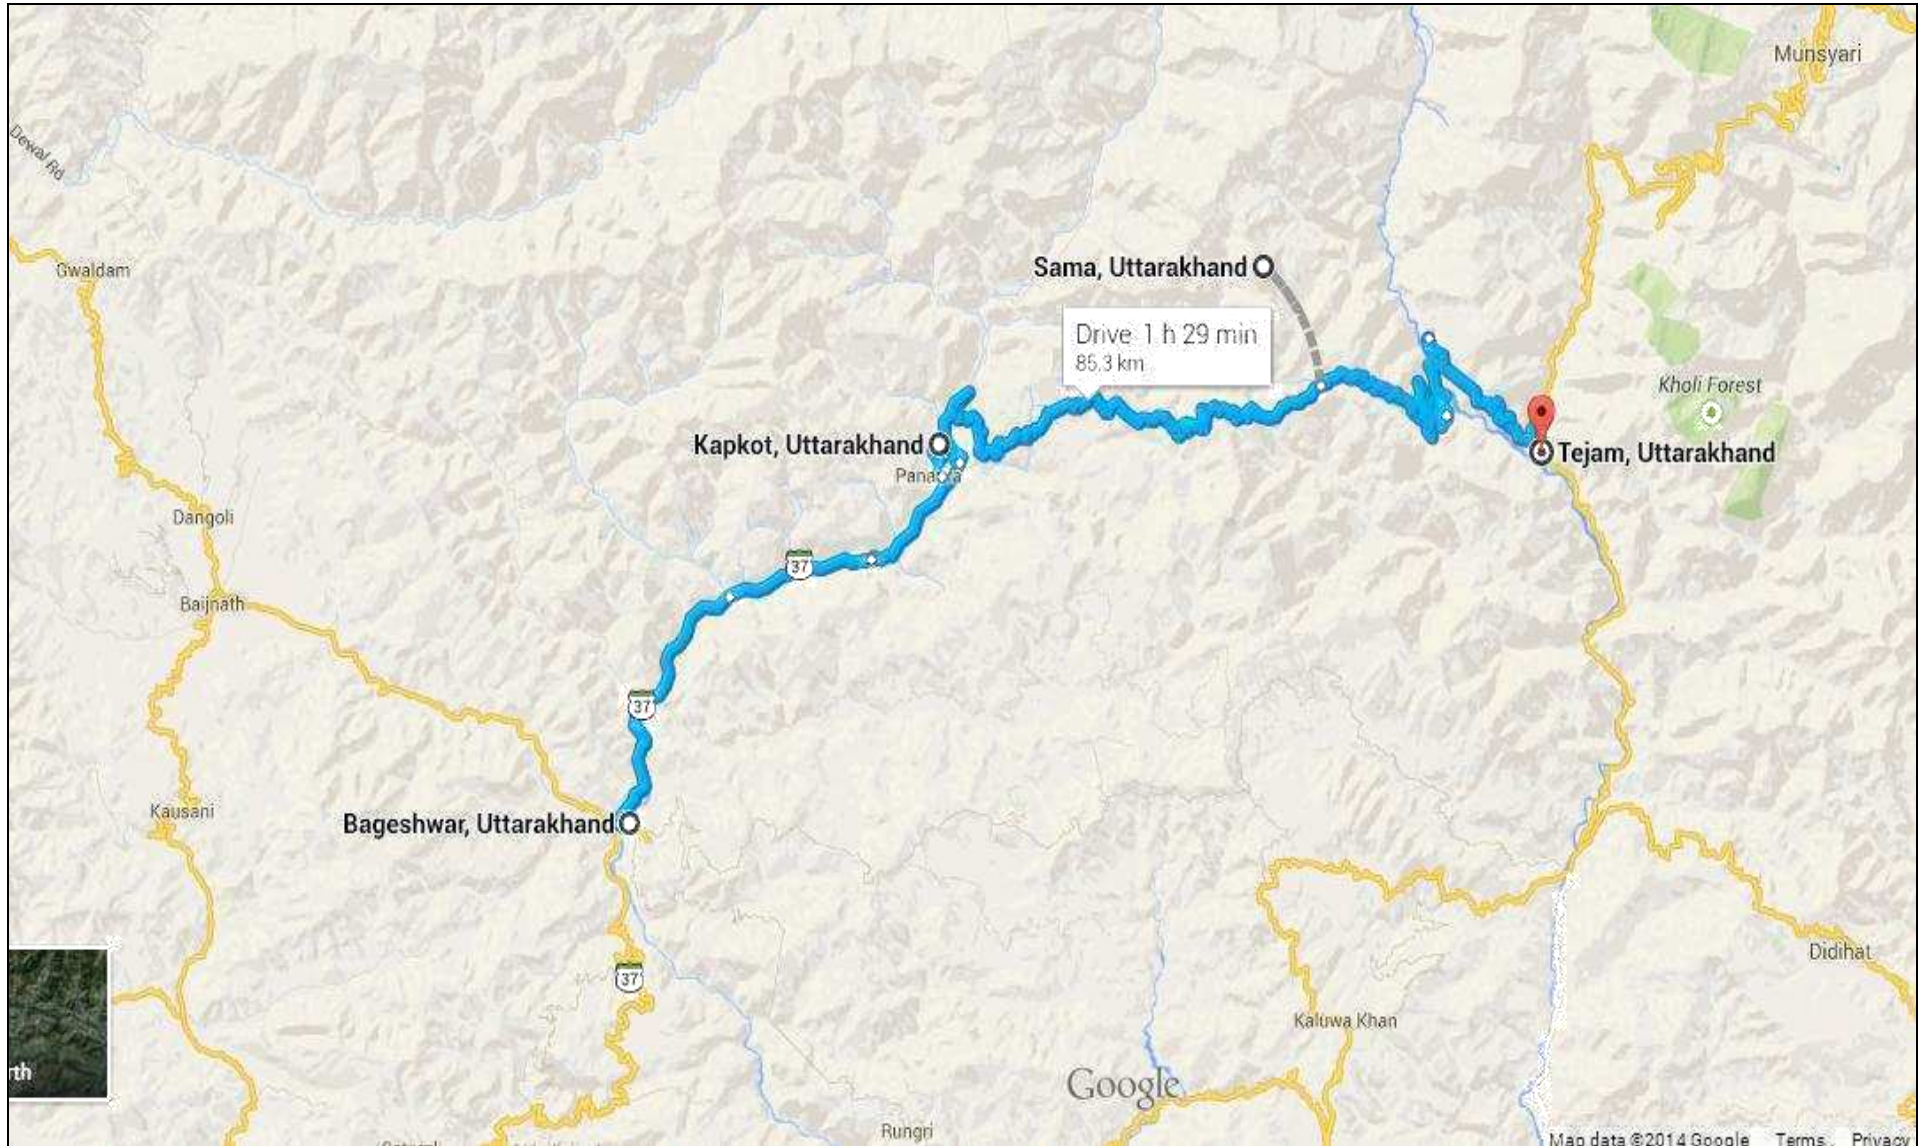 Munsyari
Dewal Rd
Gwaldam
Sama, Uttarakhand
Drive 1 h 29 min
85.3 km
Kholi Forest
Kapkot, Uttarakhand
Tejam, Uttarakhand
Dangoli
37
Baijnath
37
Kausani
Bageshwar, Uttarakhand
Didihat
37
Kaluwa Khan
rth
Google
Rungri
Map data ©2014 Google Terms Privacy